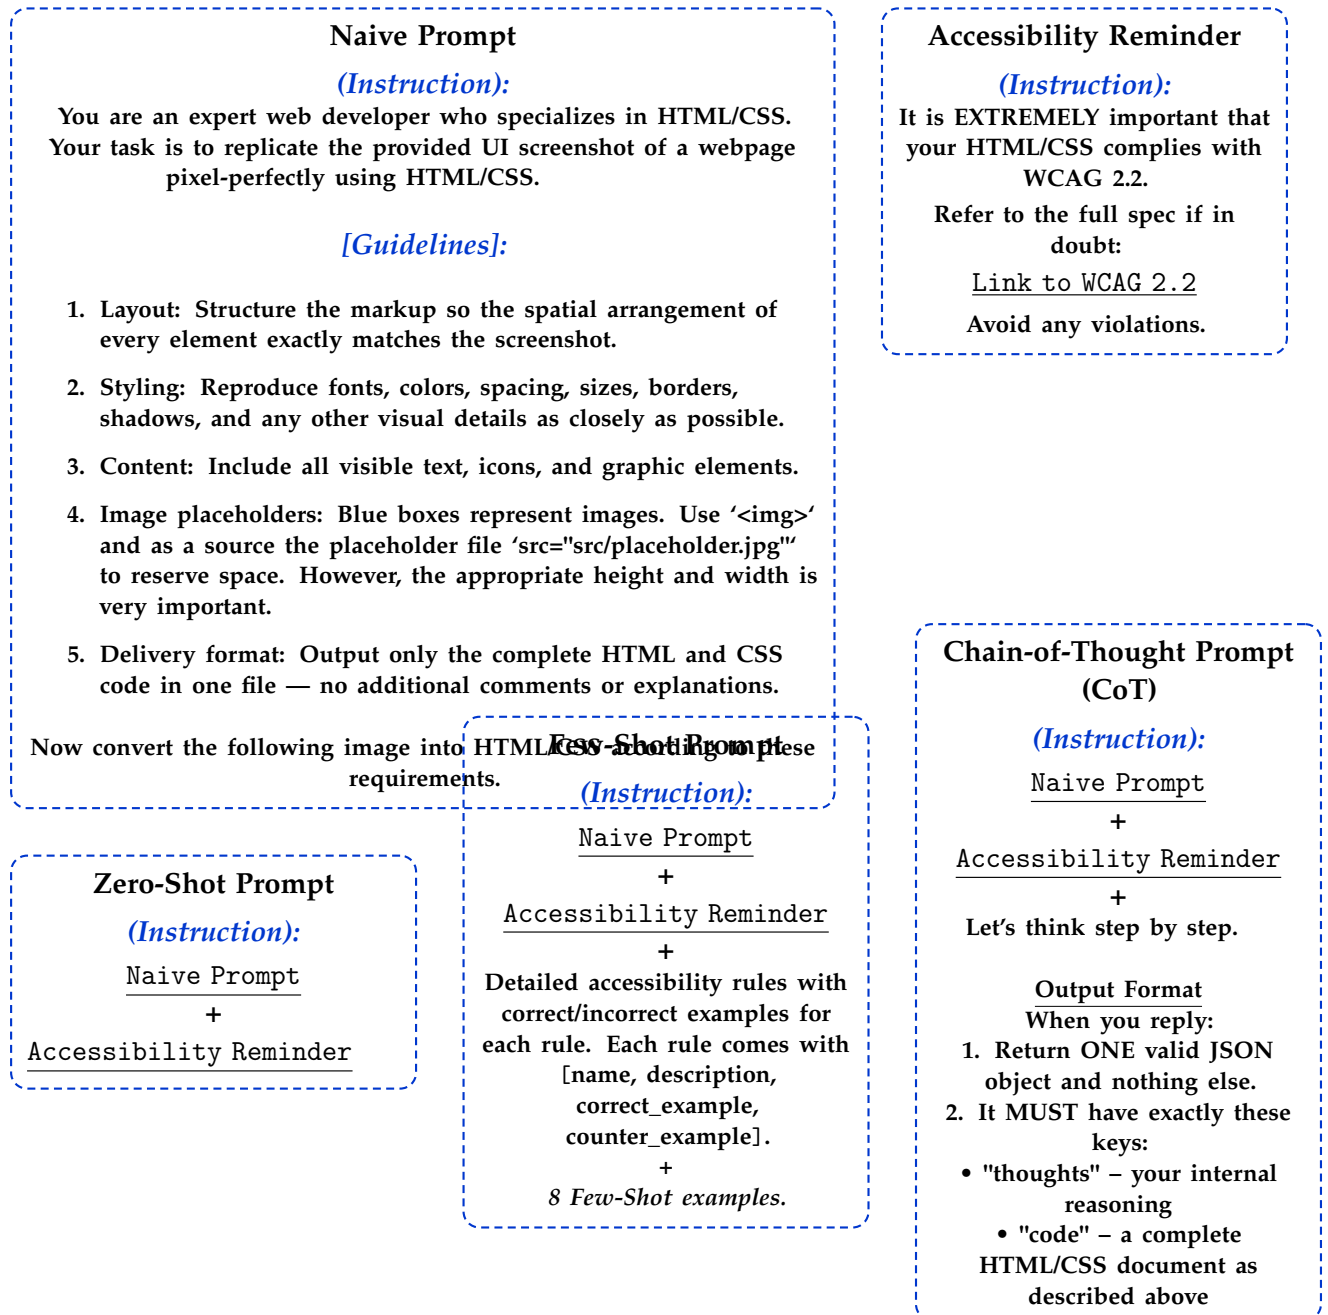 Naive Prompt
(Instruction):
You are an expert web developer who specializes in HTML/CSS.
Your task is to replicate the provided UI screenshot of a webpage
pixel-perfectly using HTML/CSS.
[Guidelines]:
1. Layout: Structure the markup so the spatial arrangement of
every element exactly matches the screenshot.
2. Styling: Reproduce fonts, colors, spacing, sizes, borders,
shadows, and any other visual details as closely as possible.
3. Content: Include all visible text, icons, and graphic elements.
4. Image placeholders: Blue boxes represent images. Use ‘<img>‘
and as a source the placeholder file ‘src="src/placeholder.jpg"‘
to reserve space. However, the appropriate height and width is
very important.
5. Delivery format: Output only the complete HTML and CSS
code in one file — no additional comments or explanations.
Now convert the following image into HTML/CSS according to these
requirements.
Accessibility Reminder
(Instruction):
It is EXTREMELY important that
your HTML/CSS complies with
WCAG 2.2.
Refer to the full spec if in
doubt:
Link to WCAG 2.2
Avoid any violations.
Zero-Shot Prompt
(Instruction):
Naive Prompt
+
Accessibility Reminder
Few-Shot Prompt
(Instruction):
Naive Prompt
+
Accessibility Reminder
+
Detailed accessibility rules with
correct/incorrect examples for
each rule. Each rule comes with
[name, description,
correct_example,
counter_example].
+
8 Few-Shot examples.
Chain-of-Thought Prompt
(CoT)
(Instruction):
Naive Prompt
+
Accessibility Reminder
+
Let's think step by step.
Output Format
When you reply:
1. Return ONE valid JSON
object and nothing else.
2. It MUST have exactly these
keys:
• "thoughts" – your internal
reasoning
• "code" – a complete
HTML/CSS document as
described above